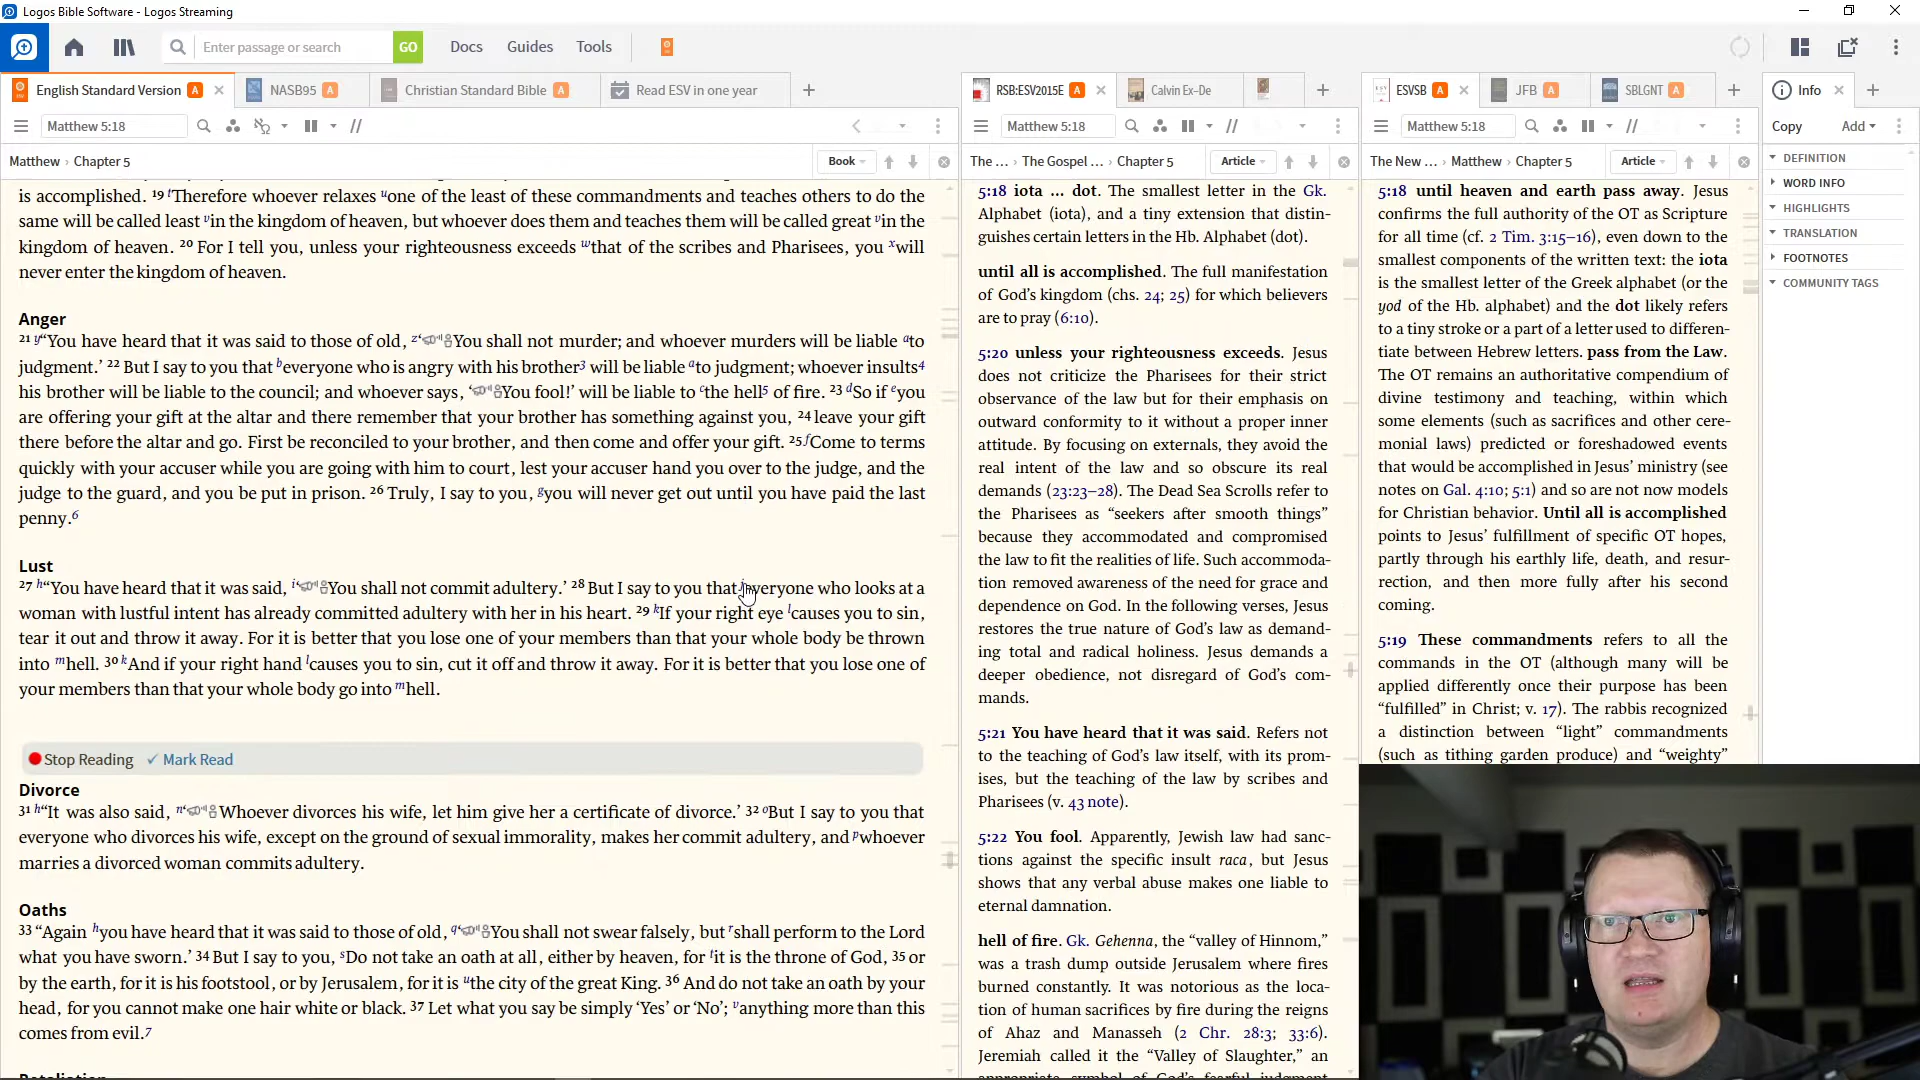 Logos Bible Software - Logos Streaming
Enter passage or search GO Docs Guides Tools
English Standard Version A NASB95 A Christian Standard Bible A Read ESV in one year
Matthew 5:18
Matthew › Chapter 5 Book
is accomplished. 19 tTherefore whoever relaxes uone of the least of these commandments and teaches others to do the
same will be called least vin the kingdom of heaven, but whoever does them and teaches them will be called great vin the
kingdom of heaven. 20 For I tell you, unless your righteousness exceeds wthat of the scribes and Pharisees, you xwill
never enter the kingdom of heaven.
Anger
21 y“You have heard that it was said to those of old, z‘You shall not murder; and whoever murders will be liable ato
judgment.’ 22 But I say to you that beveryone who is angry with his brother3 will be liable ato judgment; whoever insults4
his brother will be liable to the council; and whoever says, ‘You fool!’ will be liable to cthe hell5 of fire. 23 dSo if eyou
are offering your gift at the altar and there remember that your brother has something against you, 24 leave your gift
there before the altar and go. First be reconciled to your brother, and then come and offer your gift. 25 fCome to terms
quickly with your accuser while you are going with him to court, lest your accuser hand you over to the judge, and the
judge to the guard, and you be put in prison. 26 Truly, I say to you, gyou will never get out until you have paid the last
penny.6
Lust
27 h“You have heard that it was said, i‘You shall not commit adultery.’ 28 But I say to you that everyone who looks at a
woman with lustful intent has already committed adultery with her in his heart. 29 kIf your right eye lcauses you to sin,
tear it out and throw it away. For it is better that you lose one of your members than that your whole body be thrown
into mhell. 30 kAnd if your right hand lcauses you to sin, cut it off and throw it away. For it is better that you lose one of
your members than that your whole body go into mhell.
Stop Reading ✓ Mark Read
Divorce
31 h“It was also said, n‘Whoever divorces his wife, let him give her a certificate of divorce.’ 32 oBut I say to you that
everyone who divorces his wife, except on the ground of sexual immorality, makes her commit adultery, and pwhoever
marries a divorced woman commits adultery.
Oaths
33 “Again hyou have heard that it was said to those of old, q‘You shall not swear falsely, but rshall perform to the Lord
what you have sworn.’ 34 But I say to you, sDo not take an oath at all, either by heaven, for tit is the throne of God, 35 or
by the earth, for it is his footstool, or by Jerusalem, for it is uthe city of the great King. 36 And do not take an oath by your
head, for you cannot make one hair white or black. 37 Let what you say be simply ‘Yes’ or ‘No’; vanything more than this
comes from evil.7
RSB:ESV2015E A Calvin Ex–De
Matthew 5:18
The ... › The Gospel ... › Chapter 5 Article
5:18 iota ... dot. The smallest letter in the Gk.
Alphabet (iota), and a tiny extension that distin-
guishes certain letters in the Hb. Alphabet (dot).
until all is accomplished. The full manifestation
of God’s kingdom (chs. 24; 25) for which believers
are to pray (6:10).
5:20 unless your righteousness exceeds. Jesus
does not criticize the Pharisees for their strict
observance of the law but for their emphasis on
outward conformity to it without a proper inner
attitude. By focusing on externals, they avoid the
real intent of the law and so obscure its real
demands (23:23–28). The Dead Sea Scrolls refer to
the Pharisees as “seekers after smooth things”
because they accommodated and compromised
the law to fit the realities of life. Such accommoda-
tion removed awareness of the need for grace and
dependence on God. In the following verses, Jesus
restores the true nature of God’s law as demand-
ing total and radical holiness. Jesus demands a
deeper obedience, not disregard of God’s com-
mands.
5:21 You have heard that it was said. Refers not
to the teaching of God’s law itself, with its prom-
ises, but the teaching of the law by scribes and
Pharisees (v. 43 note).
5:22 You fool. Apparently, Jewish law had sanc-
tions against the specific insult raca, but Jesus
shows that any verbal abuse makes one liable to
eternal damnation.
hell of fire. Gk. Gehenna, the “valley of Hinnom,”
was a trash dump outside Jerusalem where fires
burned constantly. It was notorious as the loca-
tion of human sacrifices by fire during the reigns
of Ahaz and Manasseh (2 Chr. 28:3; 33:6).
Jeremiah called it the “Valley of Slaughter,” an
ESVSB A JFB A SBLGNT A
Matthew 5:18
The New ... › Matthew › Chapter 5 Article
5:18 until heaven and earth pass away. Jesus
confirms the full authority of the OT as Scripture
for all time (cf. 2 Tim. 3:15–16), even down to the
smallest components of the written text: the iota
is the smallest letter of the Greek alphabet (or the
yod of the Hb. alphabet) and the dot likely refers
to a tiny stroke or a part of a letter used to differen-
tiate between Hebrew letters. pass from the Law.
The OT remains an authoritative compendium of
divine testimony and teaching, within which
some elements (such as sacrifices and other cere-
monial laws) predicted or foreshadowed events
that would be accomplished in Jesus’ ministry (see
notes on Gal. 4:10; 5:1) and so are not now models
for Christian behavior. Until all is accomplished
points to Jesus’ fulfillment of specific OT hopes,
partly through his earthly life, death, and resur-
rection, and then more fully after his second
coming.
5:19 These commandments refers to all the
commands in the OT (although many will be
applied differently once their purpose has been
“fulfilled” in Christ; v. 17). The rabbis recognized
a distinction between “light” commandments
(such as tithing garden produce) and “weighty”
Info
Copy Add
DEFINITION
WORD INFO
HIGHLIGHTS
TRANSLATION
FOOTNOTES
COMMUNITY TAGS